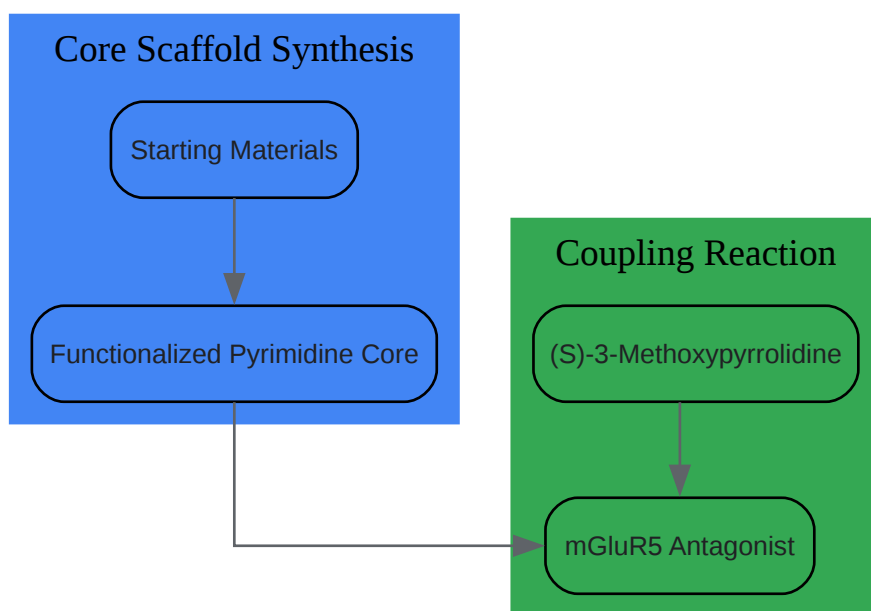 Core Scaffold Synthesis
Starting Materials
Functionalized Pyrimidine Core
Coupling Reaction
(S)-3-Methoxypyrrolidine
mGluR5 Antagonist